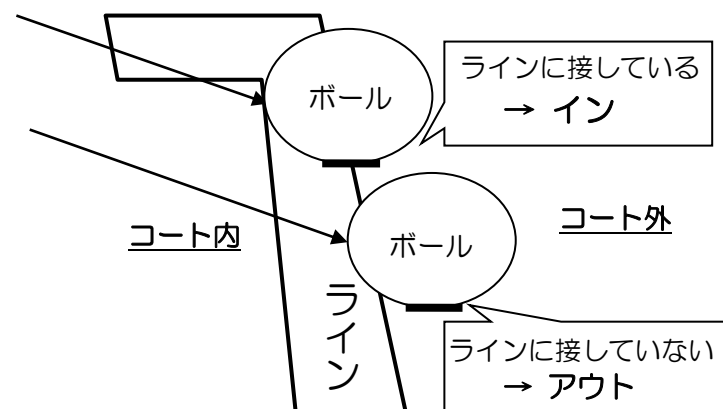 ラインに接している
→ イン
ボール
コート外
コート内
ボール
ライン
ラインに接していない
→ アウト